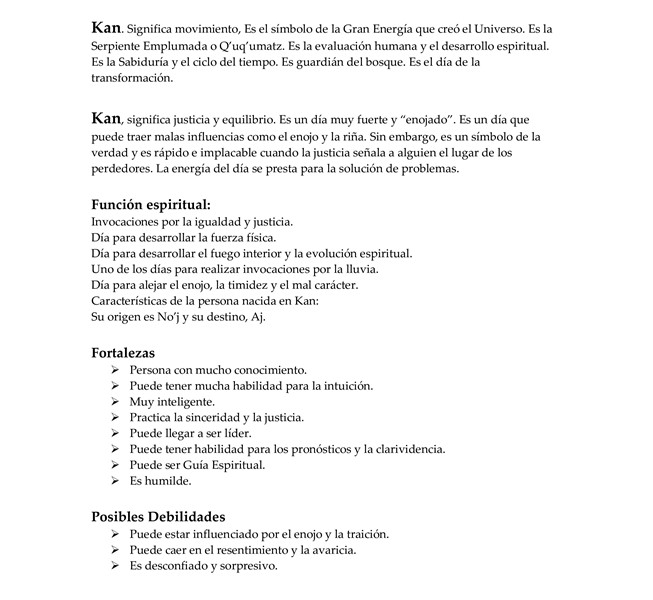 Kan. Significa movimiento, Es el símbolo de la Gran Energía que creó el Universo. Es la
Serpiente Emplumada o Q'uq'umatz. Es la evaluación humana y el desarrollo espiritual.
Es la Sabiduría y el ciclo del tiempo. Es guardián del bosque. Es el día de la
transformación.
Kan, significa justicia y equilibrio. Es un día muy fuerte y “enojado”. Es un día que
puede traer malas influencias como el enojo y la riña. Sin embargo, es un símbolo de la
verdad y es rápido e implacable cuando la justicia señala a alguien el lugar de los
perdedores. La energía del día se presta para la solución de problemas.
Función espiritual:
Invocaciones por la igualdad y justicia.
Día para desarrollar la fuerza física.
Día para desarrollar el fuego interior y la evolución espiritual.
Uno de los días para realizar invocaciones por la lluvia.
Día para alejar el enojo, la timidez y el mal carácter.
Características de la persona nacida en Kan:
Su origen es No'j y su destino, Aj.
Fortalezas
➤ Persona con mucho conocimiento.
➤ Puede tener mucha habilidad para la intuición.
➤ Muy inteligente.
➤ Practica la sinceridad y la justicia.
➤ Puede llegar a ser líder.
➤ Puede tener habilidad para los pronósticos y la clarividencia.
➤ Puede ser Guía Espiritual.
➤ Es humilde.
Posibles Debilidades
➤ Puede estar influenciado por el enojo y la traición.
➤ Puede caer en el resentimiento y la avaricia.
➤ Es desconfiado y sorpresivo.